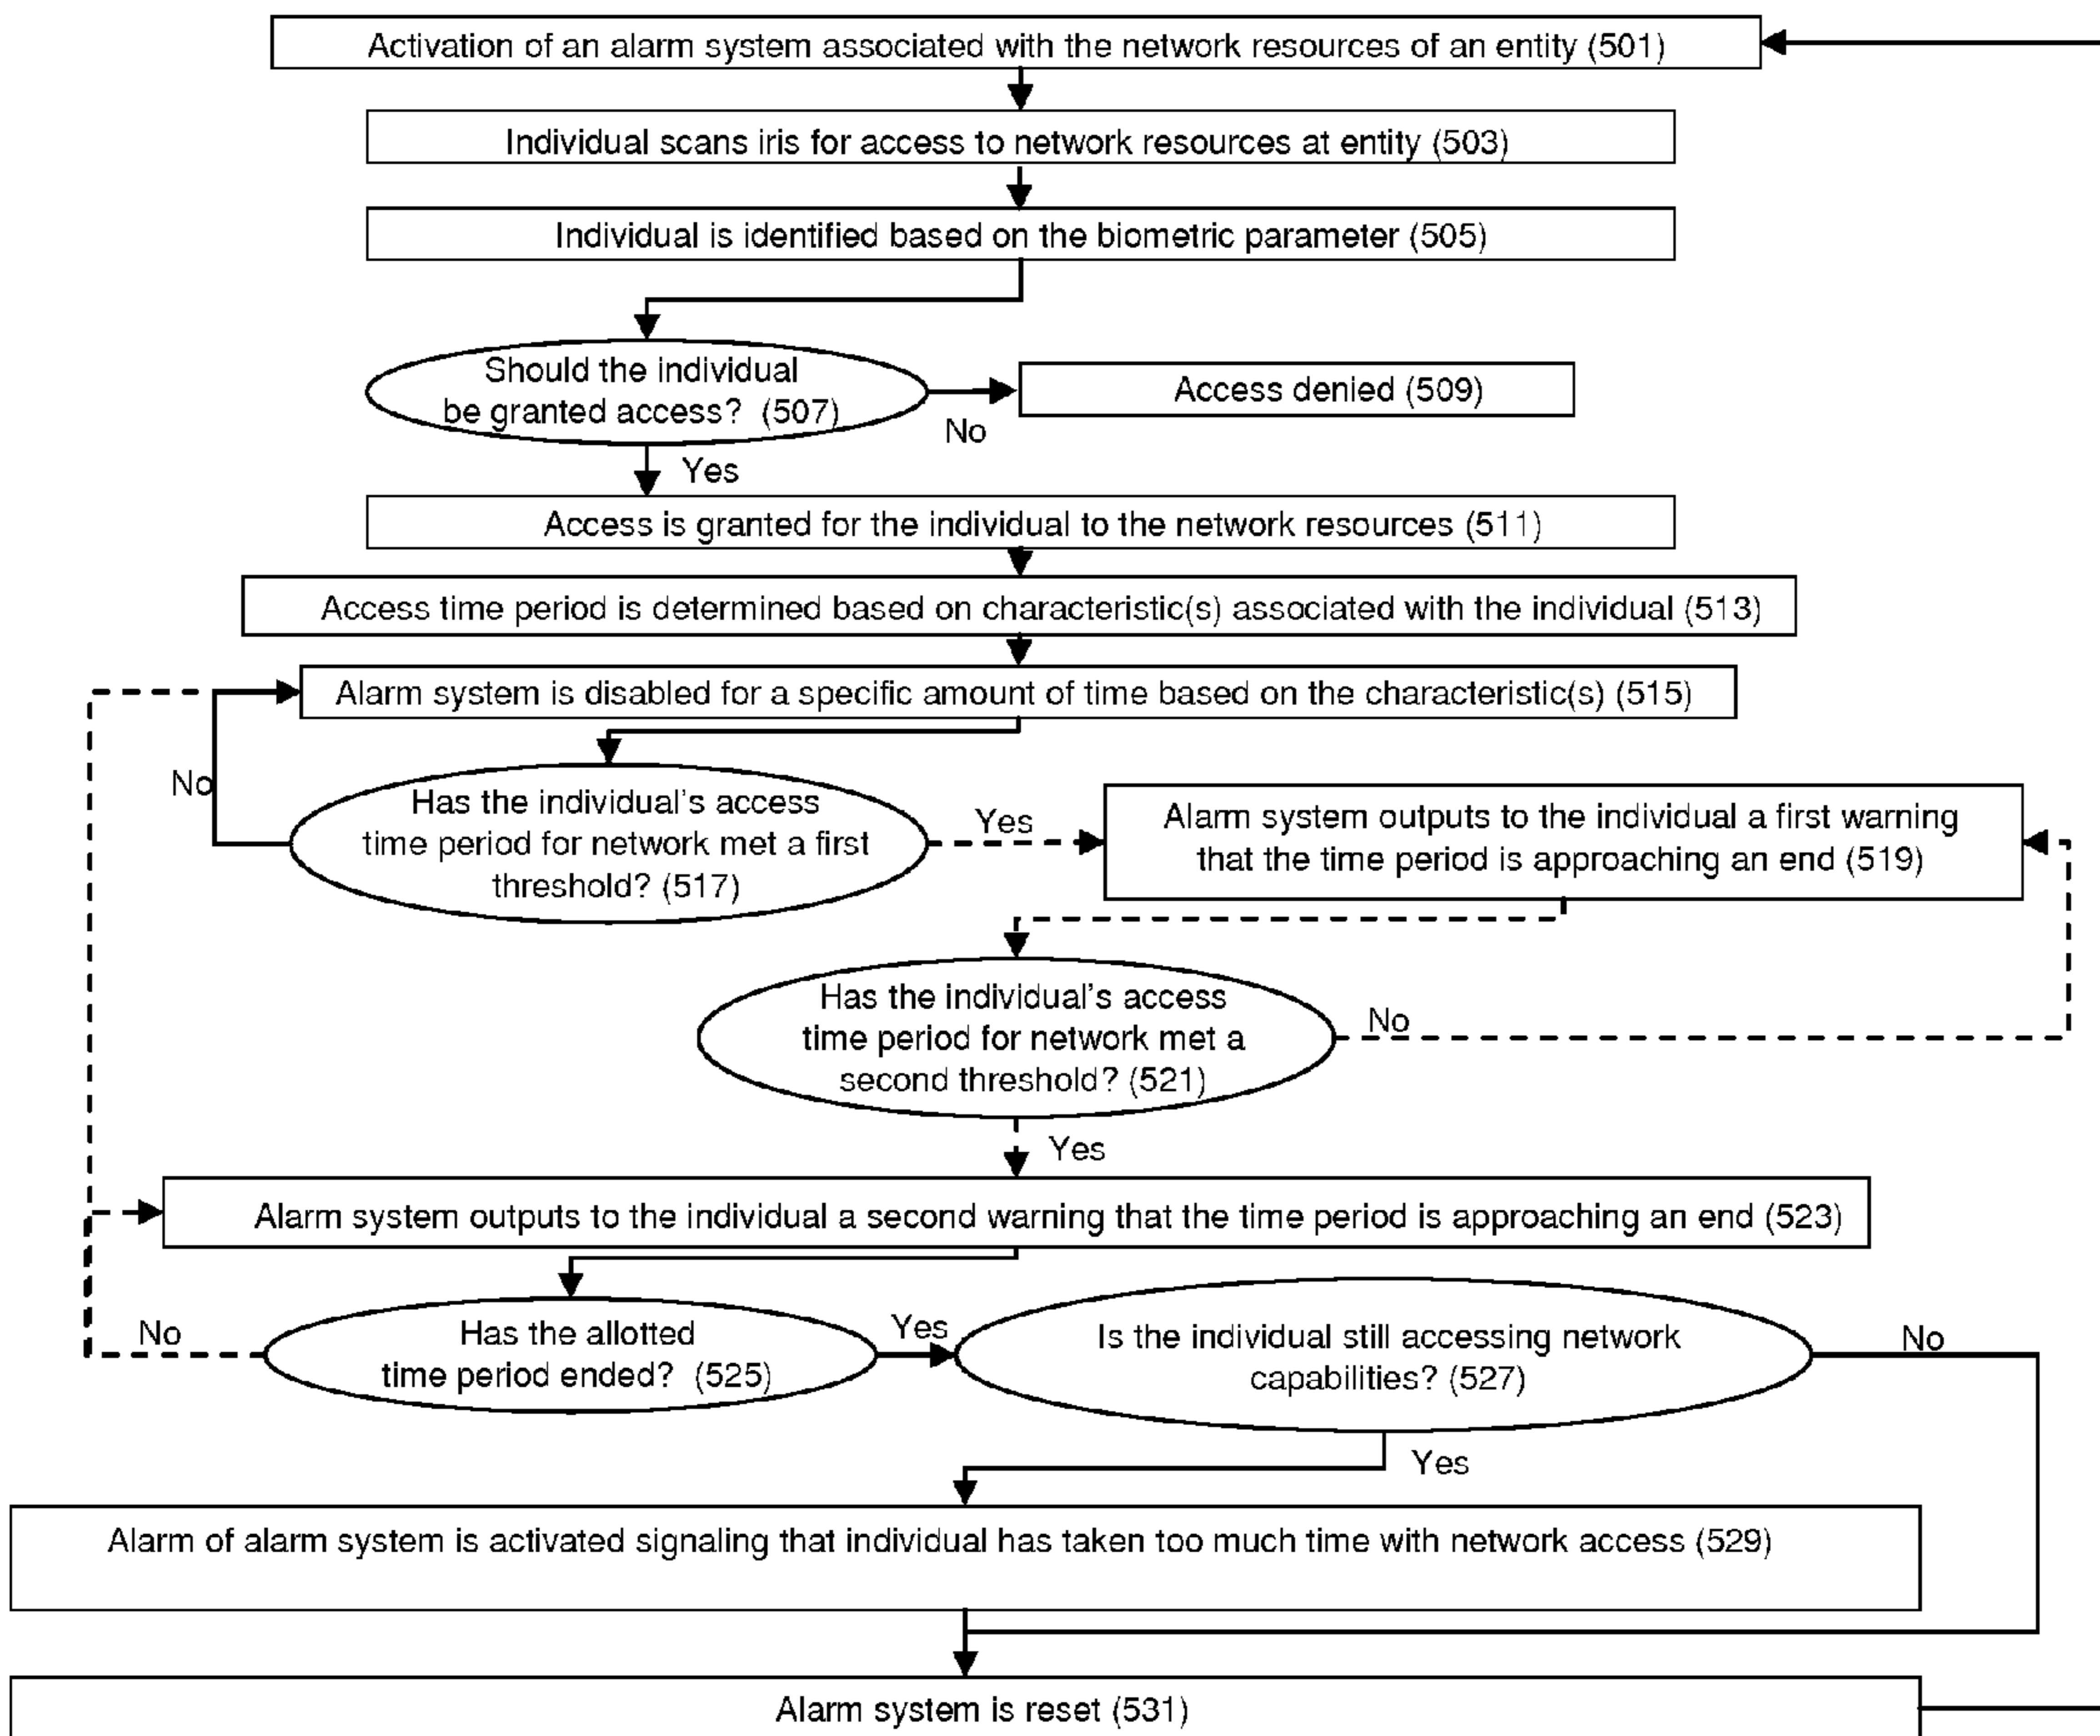 Activation of an alarm system associated with the network resources of an entity (501)
Individual scans iris for access to network resources at entity (503)
Individual is identified based on the biometric parameter (505)
Should the individual
be granted access? (507)
No
Access denied (509)
Yes
Access is granted for the individual to the network resources (511)
Access time period is determined based on characteristic(s) associated with the individual (513)
Alarm system is disabled for a specific amount of time based on the characteristic(s) (515)
No
Has the individual's access
time period for network met a first
threshold? (517)
Yes
Alarm system outputs to the individual a first warning
that the time period is approaching an end (519)
Has the individual's access
time period for network met a
second threshold? (521)
No
Yes
Alarm system outputs to the individual a second warning that the time period is approaching an end (523)
No
Has the allotted
time period ended? (525)
Yes
Is the individual still accessing network
capabilities? (527)
No
Yes
Alarm of alarm system is activated signaling that individual has taken too much time with network access (529)
Alarm system is reset (531)